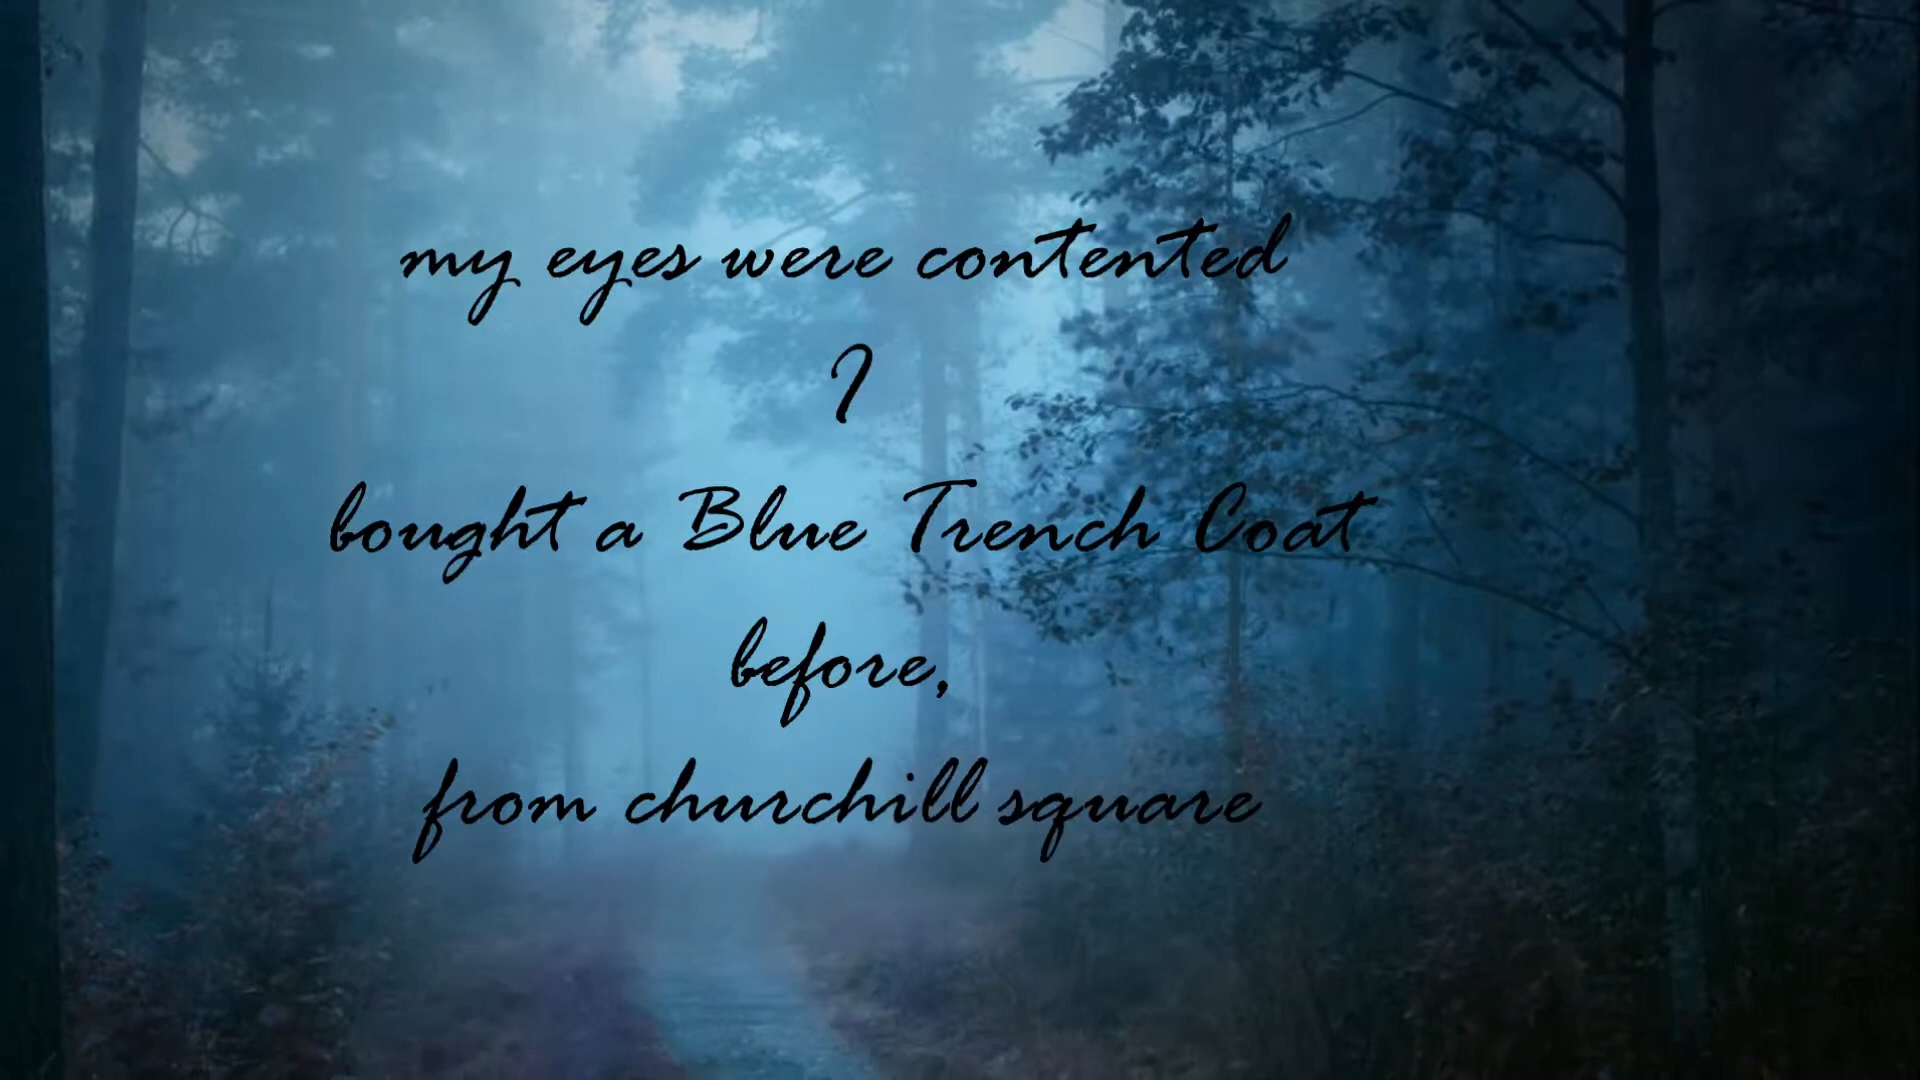 my eyes were contented
I
bought a Blue Trench Coat
before,
from churchill square